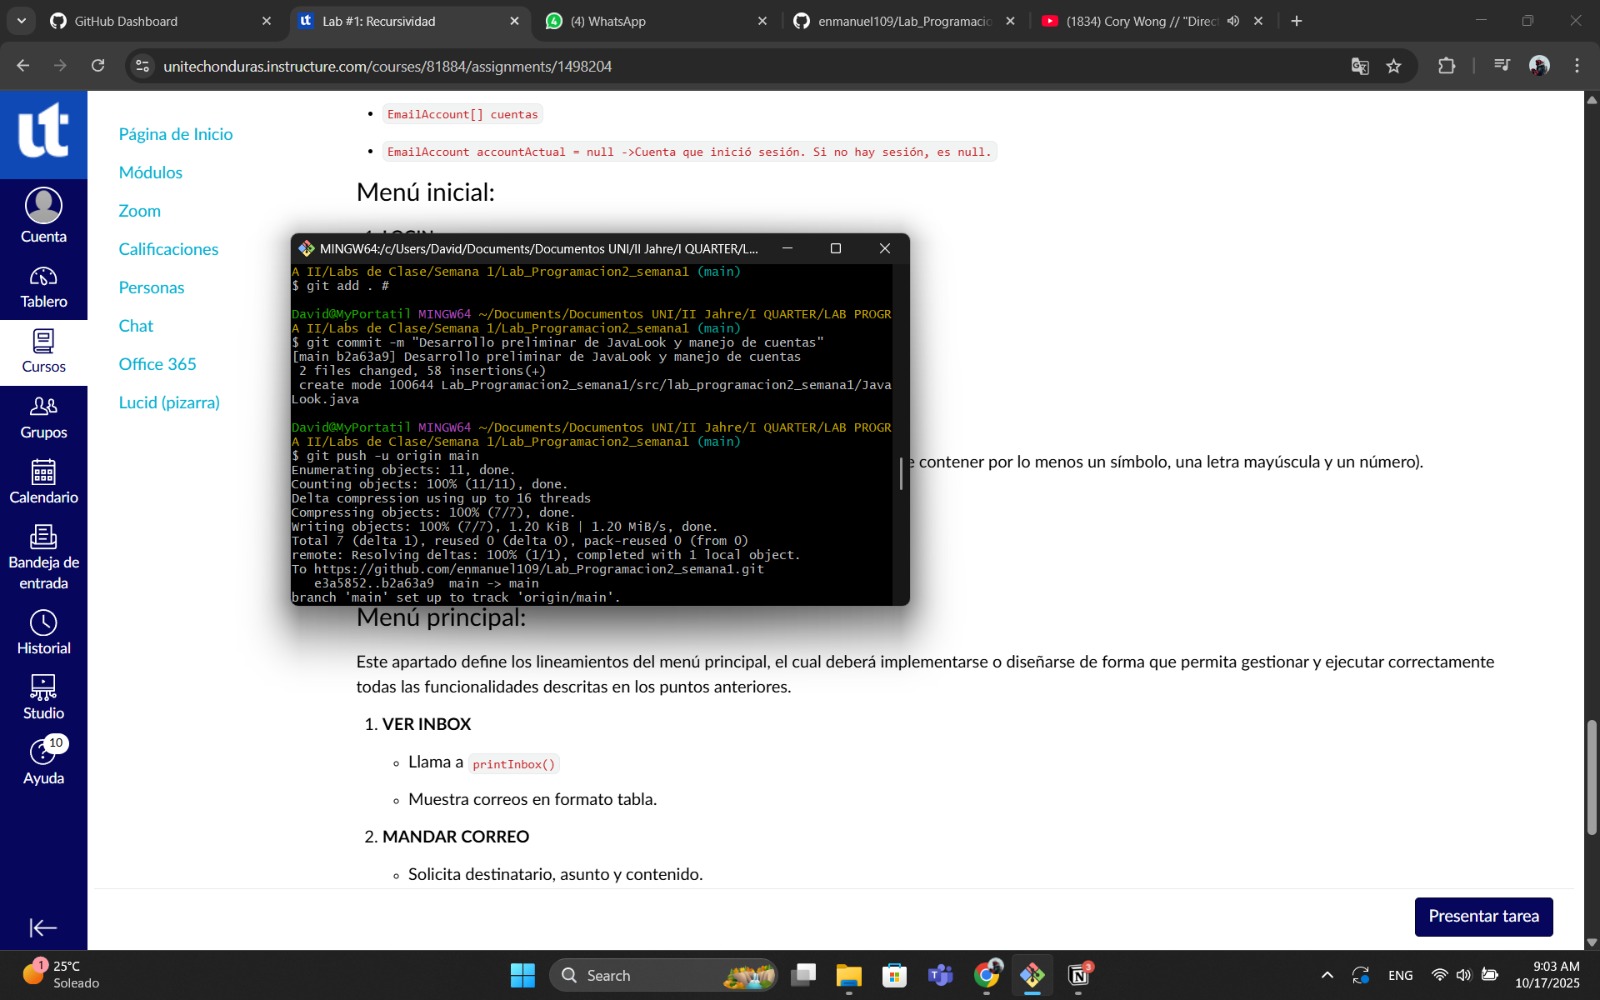 GitHub Dashboard
Lab #1: Recursividad
(4) WhatsApp
enmanuel109/Lab_Programacio
(1834) Cory Wong // "Direc
unitechonduras.instructure.com/courses/81884/assignments/1498204
ut
Cuenta
Tablero
Cursos
Grupos
Calendario
Bandeja de
entrada
Historial
Studio
10
Ayuda
Página de Inicio
Módulos
Zoom
Calificaciones
Personas
Chat
Office 365
Lucid (pizarra)
EmailAccount[] cuentas
EmailAccount accountActual = null ->Cuenta que inició sesión. Si no hay sesión, es null.
Menú inicial:
1. LOGIN
MINGW64:/c/Users/David/Documents/Documentos UNI/II Jahre/I QUARTER/L...
A II/Labs de Clase/Semana 1/Lab_Programacion2_semana1 (main)
$ git add . #
David@MyPortatil MINGW64 ~/Documents/Documentos UNI/II Jahre/I QUARTER/LAB PROGR
A II/Labs de Clase/Semana 1/Lab_Programacion2_semana1 (main)
$ git commit -m "Desarrollo preliminar de JavaLook y manejo de cuentas"
[main b2a63a9] Desarrollo preliminar de JavaLook y manejo de cuentas
2 files changed, 58 insertions(+)
create mode 100644 Lab_Programacion2_semana1/src/lab_programacion2_semana1/Java
Look.java
David@MyPortatil MINGW64 ~/Documents/Documentos UNI/II Jahre/I QUARTER/LAB PROGR
A II/Labs de Clase/Semana 1/Lab_Programacion2_semana1 (main)
$ git push -u origin main
Enumerating objects: 11, done.
Counting objects: 100% (11/11), done.
Delta compression using up to 16 threads
Compressing objects: 100% (7/7), done.
Writing objects: 100% (7/7), 1.20 KiB | 1.20 MiB/s, done.
Total 7 (delta 1), reused 0 (delta 0), pack-reused 0 (from 0)
remote: Resolving deltas: 100% (1/1), completed with 1 local object.
To https://github.com/enmanuel109/Lab_Programacion2_semana1.git
e3a5852..b2a63a9  main -> main
branch 'main' set up to track 'origin/main'.
e contener por lo menos un símbolo, una letra mayúscula y un número).
Menú principal:
Este apartado define los lineamientos del menú principal, el cual deberá implementarse o diseñarse de forma que permita gestionar y ejecutar correctamente
todas las funcionalidades descritas en los puntos anteriores.
1. VER INBOX
Llama a printInbox()
Muestra correos en formato tabla.
2. MANDAR CORREO
Solicita destinatario, asunto y contenido.
Presentar tarea
1
25°C
Soleado
Search
3
ENG
9:03 AM
10/17/2025